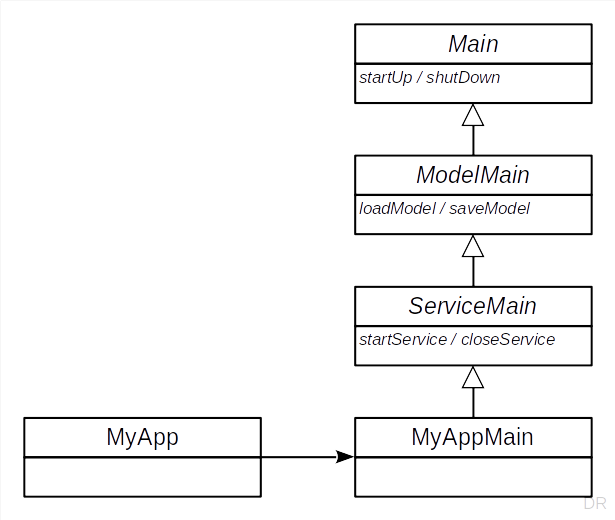 Main
startUp / shutDown
ModelMain
loadModel / saveModel
ServiceMain
startService / closeService
MyApp
MyAppMain
DR